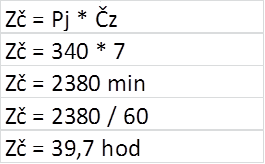 Zč = Pj * Čz
Zč = 340 * 7
Zč = 2380 min
Zč = 2380 / 60
Zč = 39,7 hod